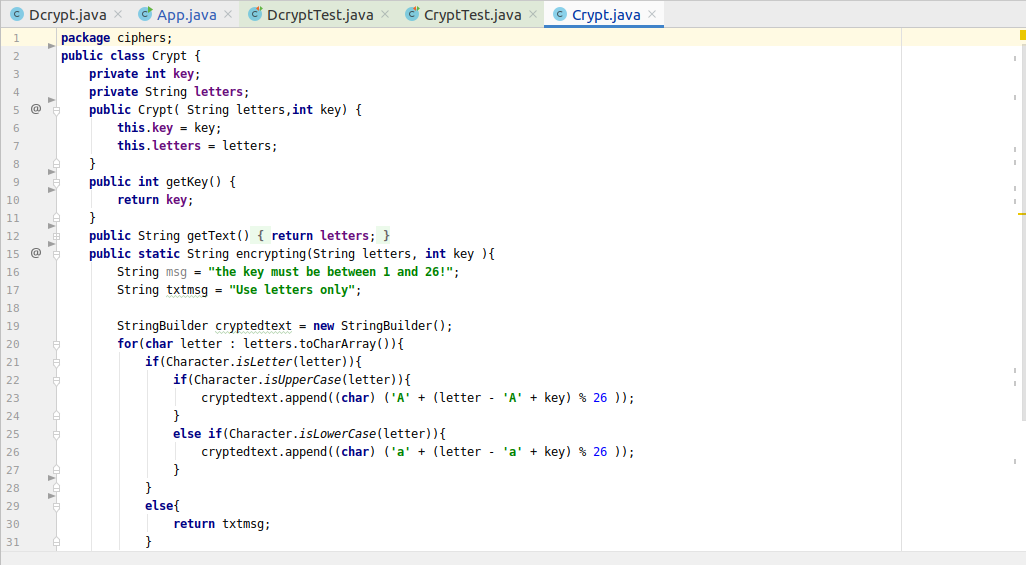 Dcrypt.java App.java DcryptTest.java CryptTest.java Crypt.java
1 package ciphers;
2 public class Crypt {
3 private int key;
4 private String letters;
5 @ public Crypt( String letters,int key) {
6 this.key = key;
7 this.letters = letters;
8 }
9 public int getKey() {
10 return key;
11 }
12 public String getText() { return letters; }
15 @ public static String encrypting(String letters, int key ){
16 String msg = "the key must be between 1 and 26!";
17 String txtmsg = "Use letters only";
18
19 StringBuilder cryptedtext = new StringBuilder();
20 for(char letter : letters.toCharArray()){
21 if(Character.isLetter(letter)){
22 if(Character.isUpperCase(letter)){
23 cryptedtext.append((char) ('A' + (letter - 'A' + key) % 26 ));
24 }
25 else if(Character.isLowerCase(letter)){
26 cryptedtext.append((char) ('a' + (letter - 'a' + key) % 26 ));
27 }
28 }
29 else{
30 return txtmsg;
31 }